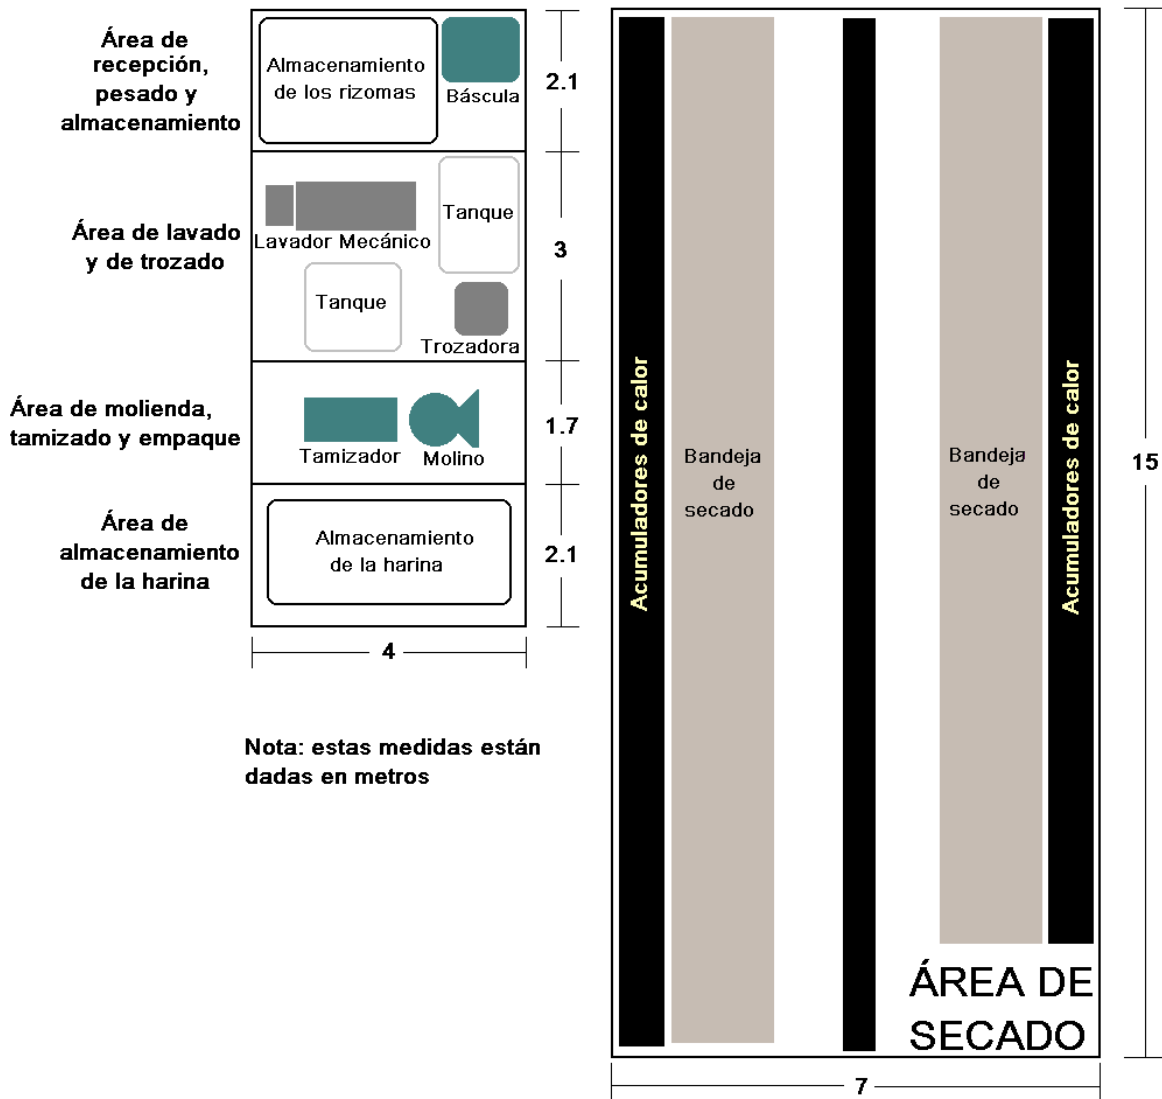 Área de
recepción,
pesado y
almacenamiento
Almacenamiento
de los rizomas
Báscula
2.1
Área de lavado
y de trozado
Lavador Mecánico
Tanque
Tanque
Trozadora
3
Área de molienda,
tamizado y empaque
Tamizador
Molino
1.7
Área de
almacenamiento
de la harina
Almacenamiento
de la harina
2.1
4
Nota: estas medidas están
dadas en metros
Acumuladores de calor
Bandeja
de
secado
Bandeja
de
secado
Acumuladores de calor
ÁREA DE
SECADO
15
7